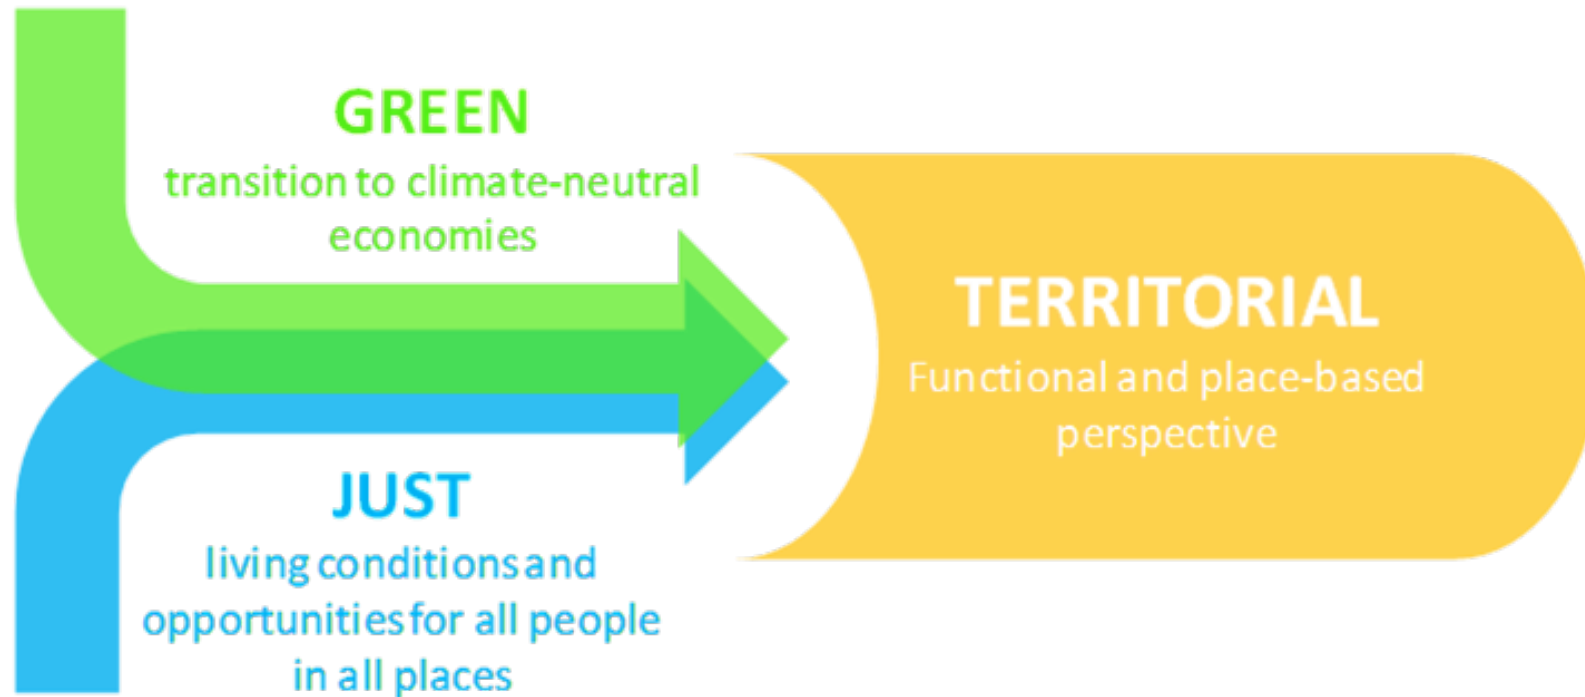 GREEN
transition to climate-neutral
economies
TERRITORIAL
Functional and place-based
perspective
JUST
living conditions and
opportunities for all people
in all places